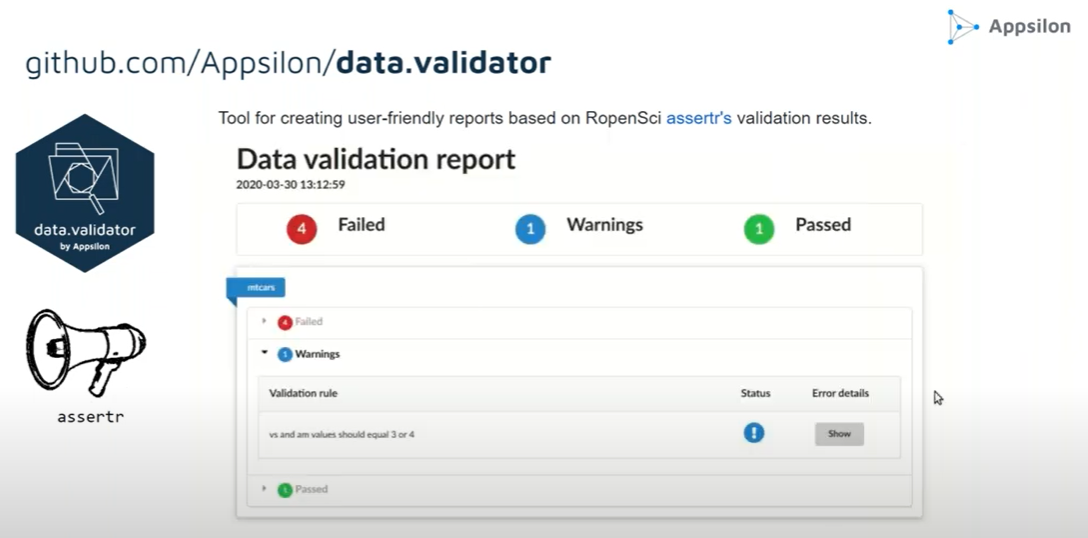 Appsilon
github.com/Appsilon/data.validator
Tool for creating user-friendly reports based on RopenSci assertr's validation results.
data.validator
by Appsilon
assertr
Data validation report
2020-03-30 13:12:59
4 Failed 1 Warnings 1 Passed
mtcars
4 Failed
1 Warnings
Validation rule Status Error details
vs and am values should equal 3 or 4 ! Show
1 Passed